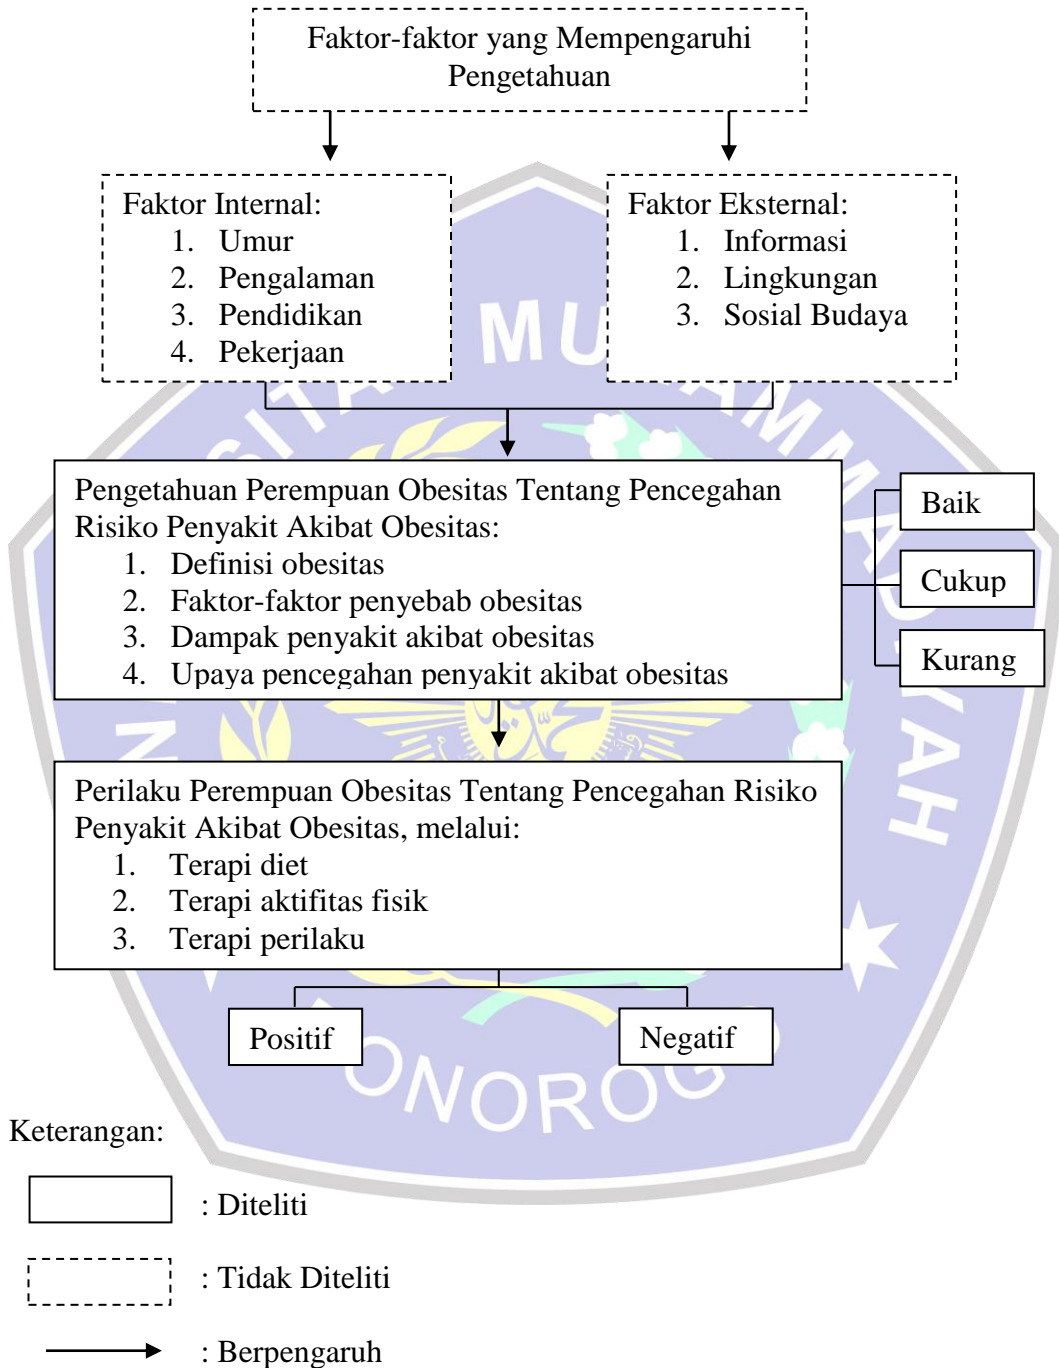 Faktor-faktor yang Mempengaruhi
Pengetahuan
Faktor Internal:
1. Umur
2. Pengalaman
3. Pendidikan
4. Pekerjaan
Faktor Eksternal:
1. Informasi
2. Lingkungan
3. Sosial Budaya
Pengetahuan Perempuan Obesitas Tentang Pencegahan
Risiko Penyakit Akibat Obesitas:
1. Definisi obesitas
2. Faktor-faktor penyebab obesitas
3. Dampak penyakit akibat obesitas
4. Upaya pencegahan penyakit akibat obesitas
Baik
Cukup
Kurang
Perilaku Perempuan Obesitas Tentang Pencegahan Risiko
Penyakit Akibat Obesitas, melalui:
1. Terapi diet
2. Terapi aktifitas fisik
3. Terapi perilaku
Positif
Negatif
Keterangan:
: Diteliti
: Tidak Diteliti
: Berpengaruh